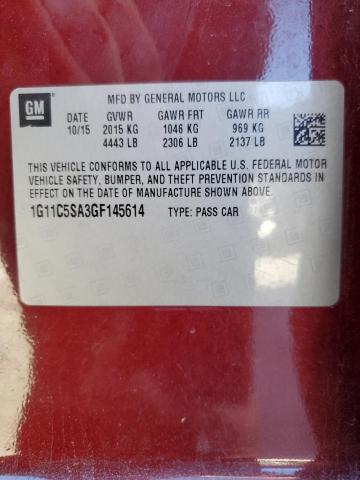 GM
MFD BY GENERAL MOTORS LLC
DATE GVWR GAWR FRT GAWR RR
10/15 2015 KG 1046 KG 969 KG
4443 LB 2306 LB 2137 LB
THIS VEHICLE CONFORMS TO ALL APPLICABLE U.S. FEDERAL MOTOR
VEHICLE SAFETY, BUMPER, AND THEFT PREVENTION STANDARDS IN
EFFECT ON THE DATE OF MANUFACTURE SHOWN ABOVE.
1G11C5SA3GF145614 TYPE: PASS CAR